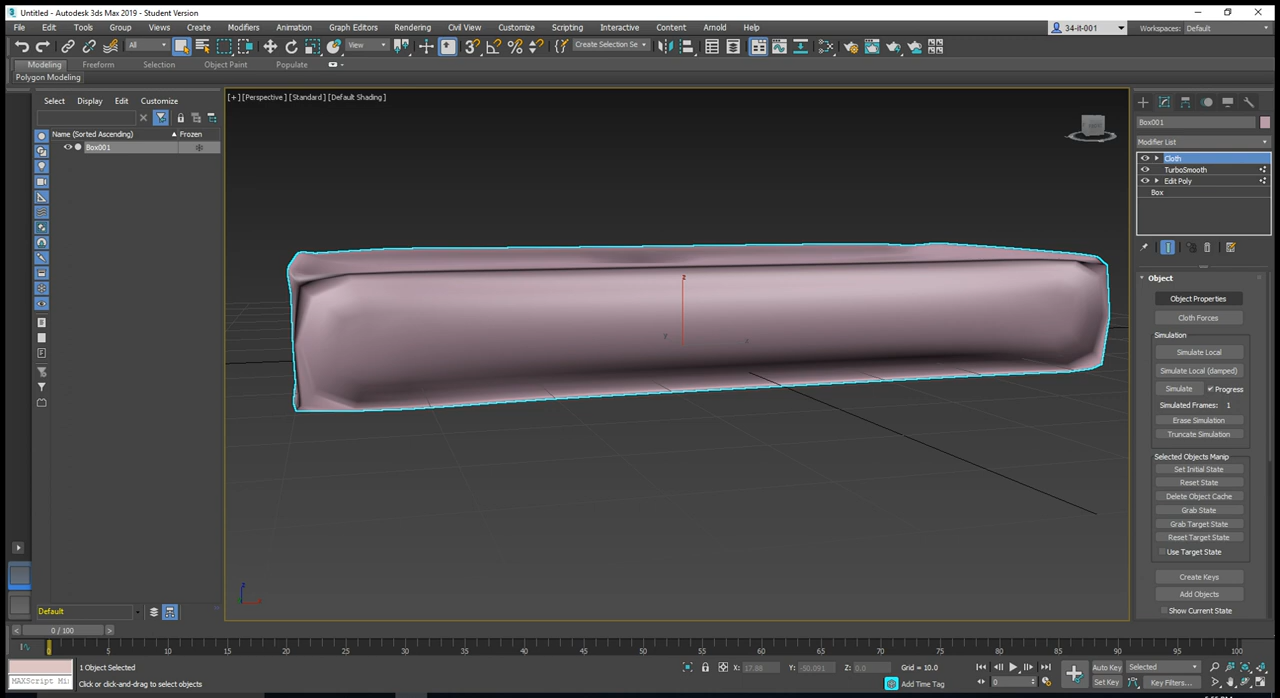 Untitled - Autodesk 3ds Max 2019 - Student Version
File Edit Tools Group Views Create Modifiers Animation Graph Editors Rendering Civil View Customize Scripting Interactive Content Arnold Help
34-it-001 Workspaces: Default
All View Create Selection Se
Modeling Freeform Selection Object Paint Populate
Polygon Modeling
Select Display Edit Customize
Name (Sorted Ascending) Frozen
Box001
[+] [Perspective] [Standard] [Default Shading]
Box001
Modifier List
Cloth
TurboSmooth
Edit Poly
Box
Object
Object Properties
Cloth Forces
Simulation
Simulate Local
Simulate Local (damped)
Simulate Progress
Simulated Frames: 1
Erase Simulation
Truncate Simulation
Selected Objects Manip
Set Initial State
Reset State
Delete Object Cache
Grab State
Grab Target State
Reset Target State
Use Target State
Create Keys
Add Objects
Show Current State
Default
0 / 100
0 5 10 15 20 25 30 35 40 45 50 55 60 65 70 75 80 85 90 95 100
1 Object Selected X: 17.88 Y: -50.091 Z: 0.0 Grid = 10.0 Auto Key Selected
MAXScript Mi: Click or click-and-drag to select objects Add Time Tag 0 Set Key Key Filters...